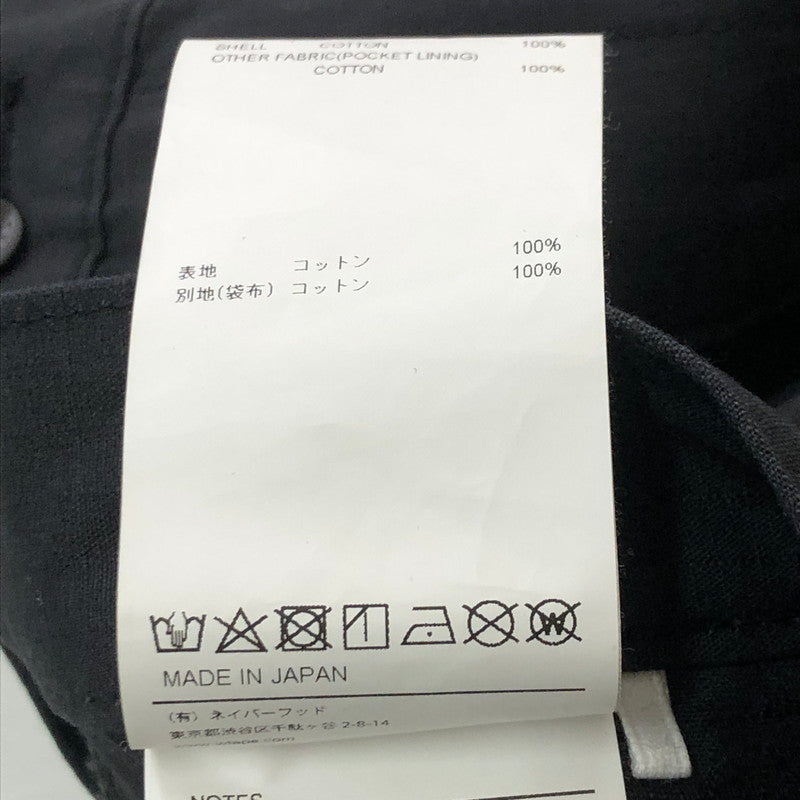 SHELL COTTON 100%
OTHER FABRIC(POCKET LINING)
COTTON 100%
表地 コットン 100%
別地(袋布) コットン 100%
W
MADE IN JAPAN
(有) ネイバーフッド
東京都渋谷区千駄ヶ谷 2-8-14
NOTES